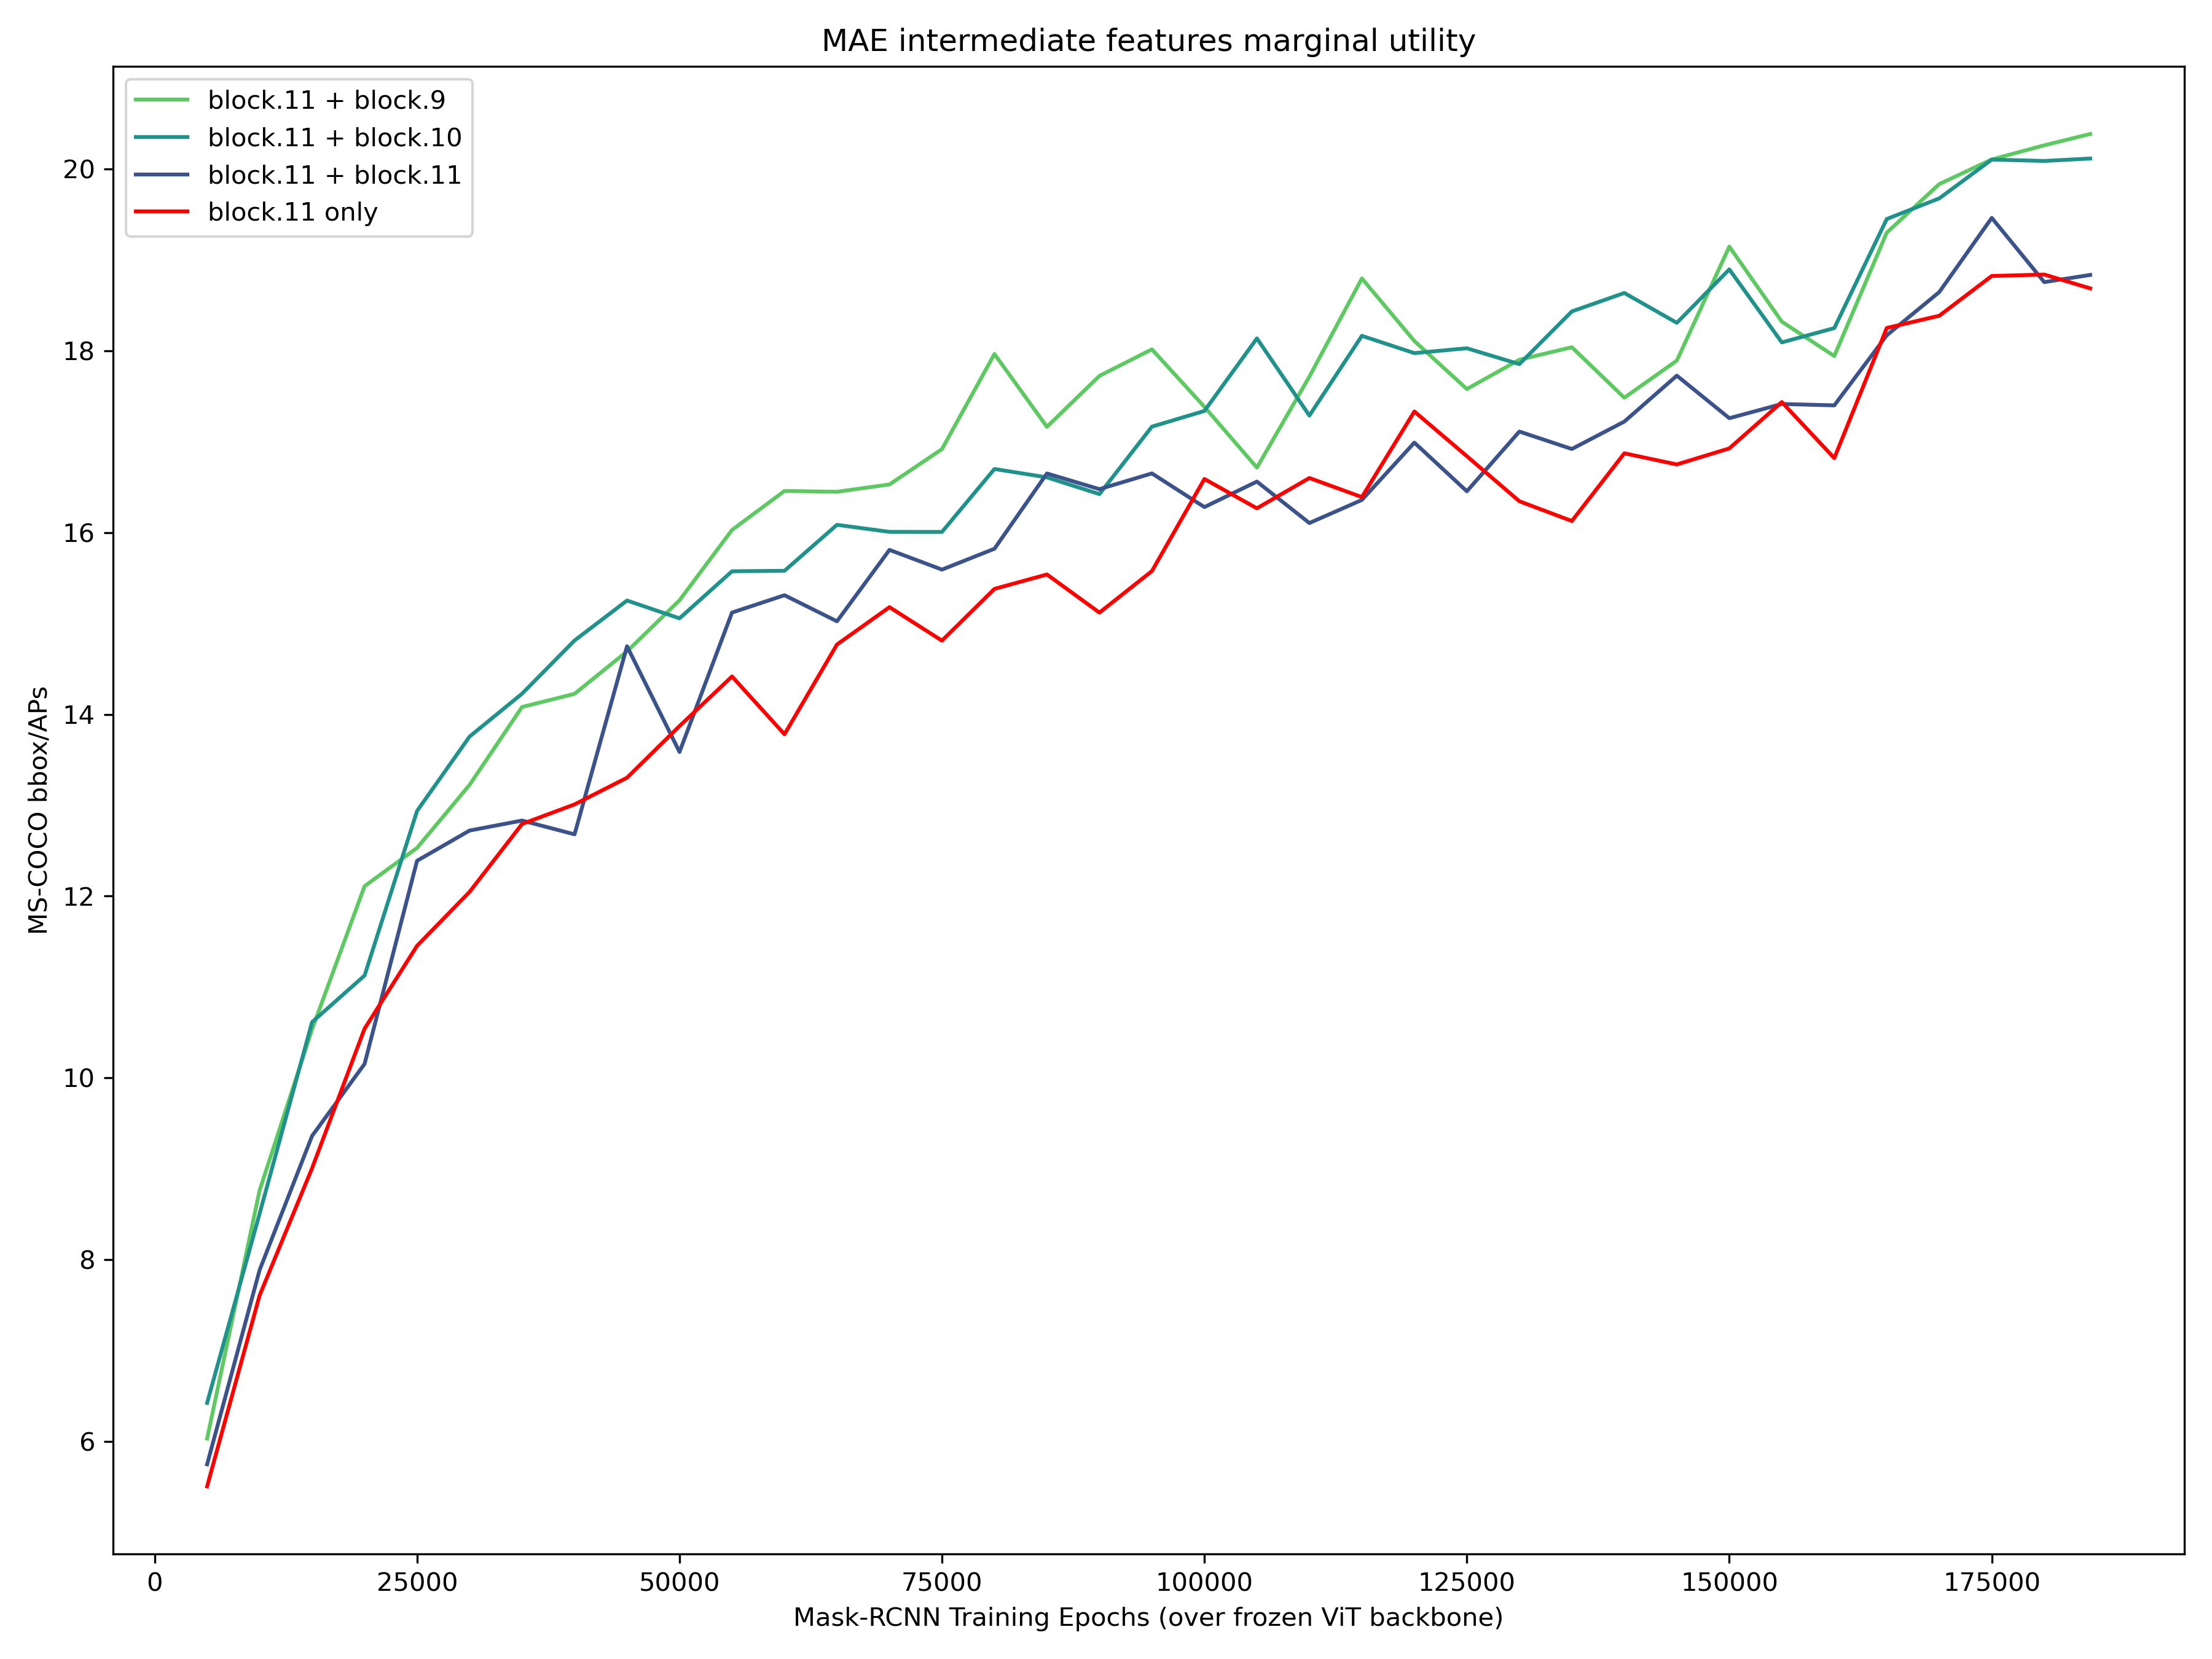 MAE intermediate features marginal utility
block.11 + block.9
block.11 + block.10
block.11 + block.11
block.11 only
20
18
16
14
12
10
8
6
MS-COCO bbox/APs
0
25000
50000
75000
100000
125000
150000
175000
Mask-RCNN Training Epochs (over frozen ViT backbone)